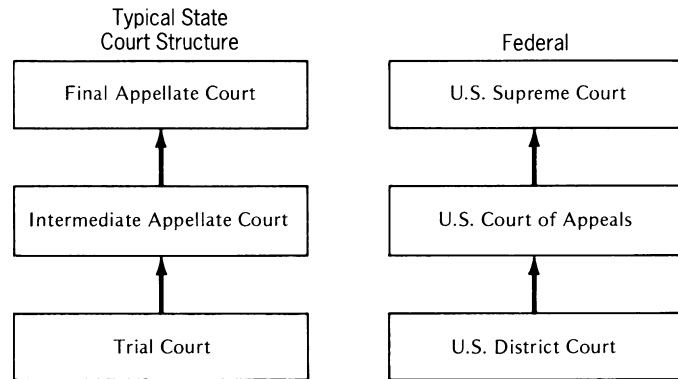 Typical State
Court Structure
Final Appellate Court
Intermediate Appellate Court
Trial Court
Federal
U.S. Supreme Court
U.S. Court of Appeals
U.S. District Court